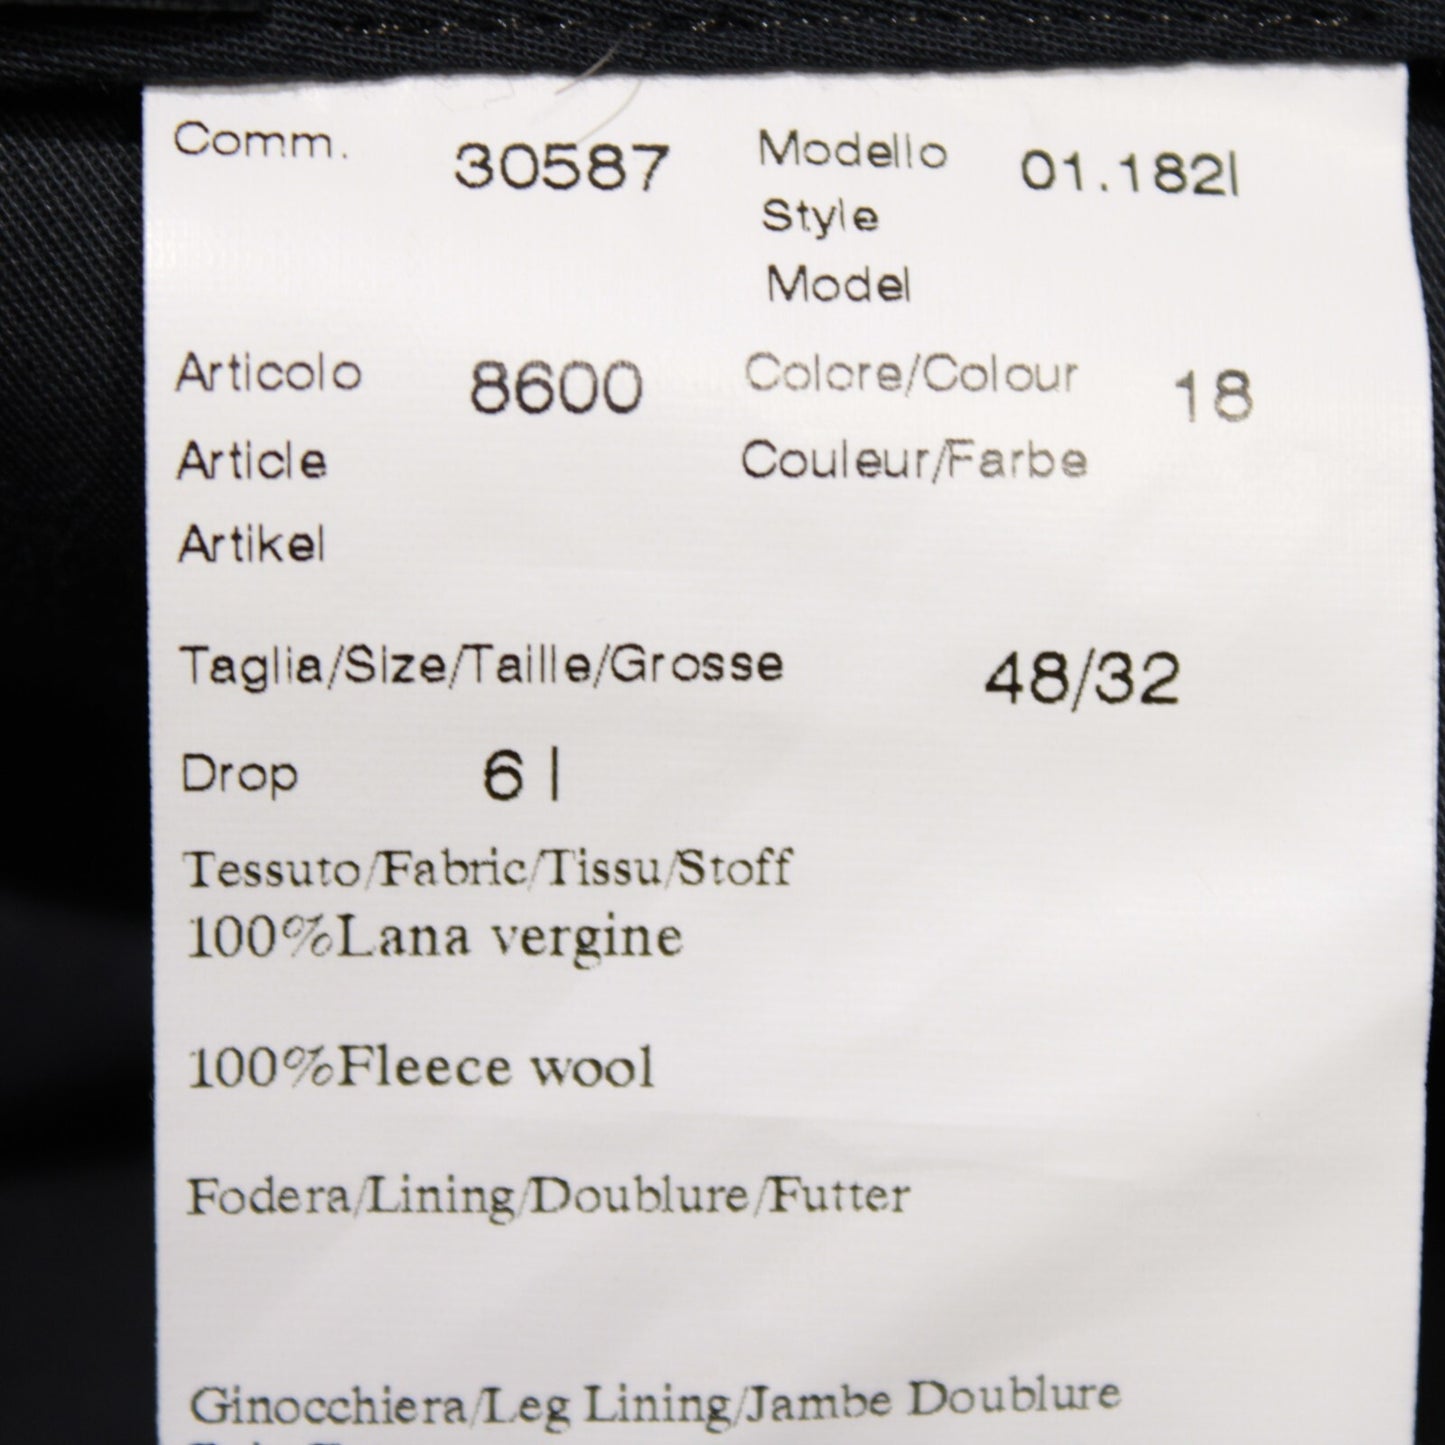 Comm. 30587 Modello 01.182l
Style
Model
Articolo 8600 Colore/Colour 18
Article Couleur/Farbe
Artikel
Taglia/Size/Taille/Grosse 48/32
Drop 6 l
Tessuto/Fabric/Tissu/Stoff
100%Lana vergine
100%Fleece wool
Fodera/Lining/Doublure/Futter
Ginocchiera/Leg Lining/Jambe Doublure